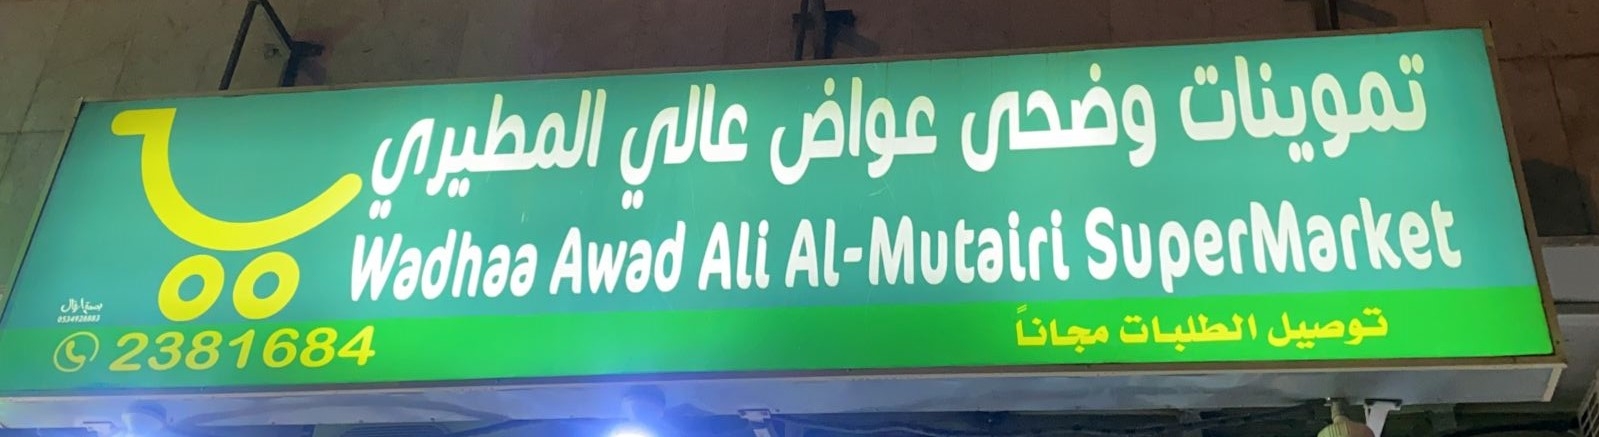 تموينات وضحى عواض عالي المطيري
Wadhaa Awad Ali Al-Mutairi SuperMarket
توصيل الطلبات مجاناً
2381684